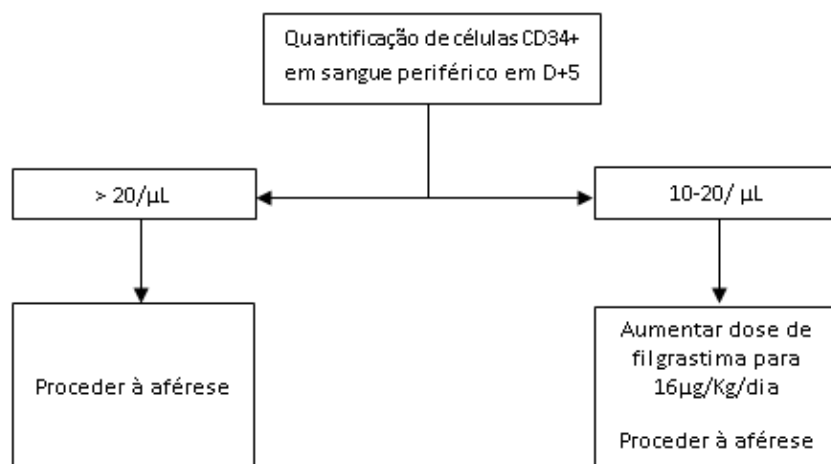 Quantificação de células CD34+
em sangue periférico em D+5
> 20/µL
10-20/ µL
Proceder à aférese
Aumentar dose de
filgrastima para
16µg/Kg/dia
Proceder à aférese